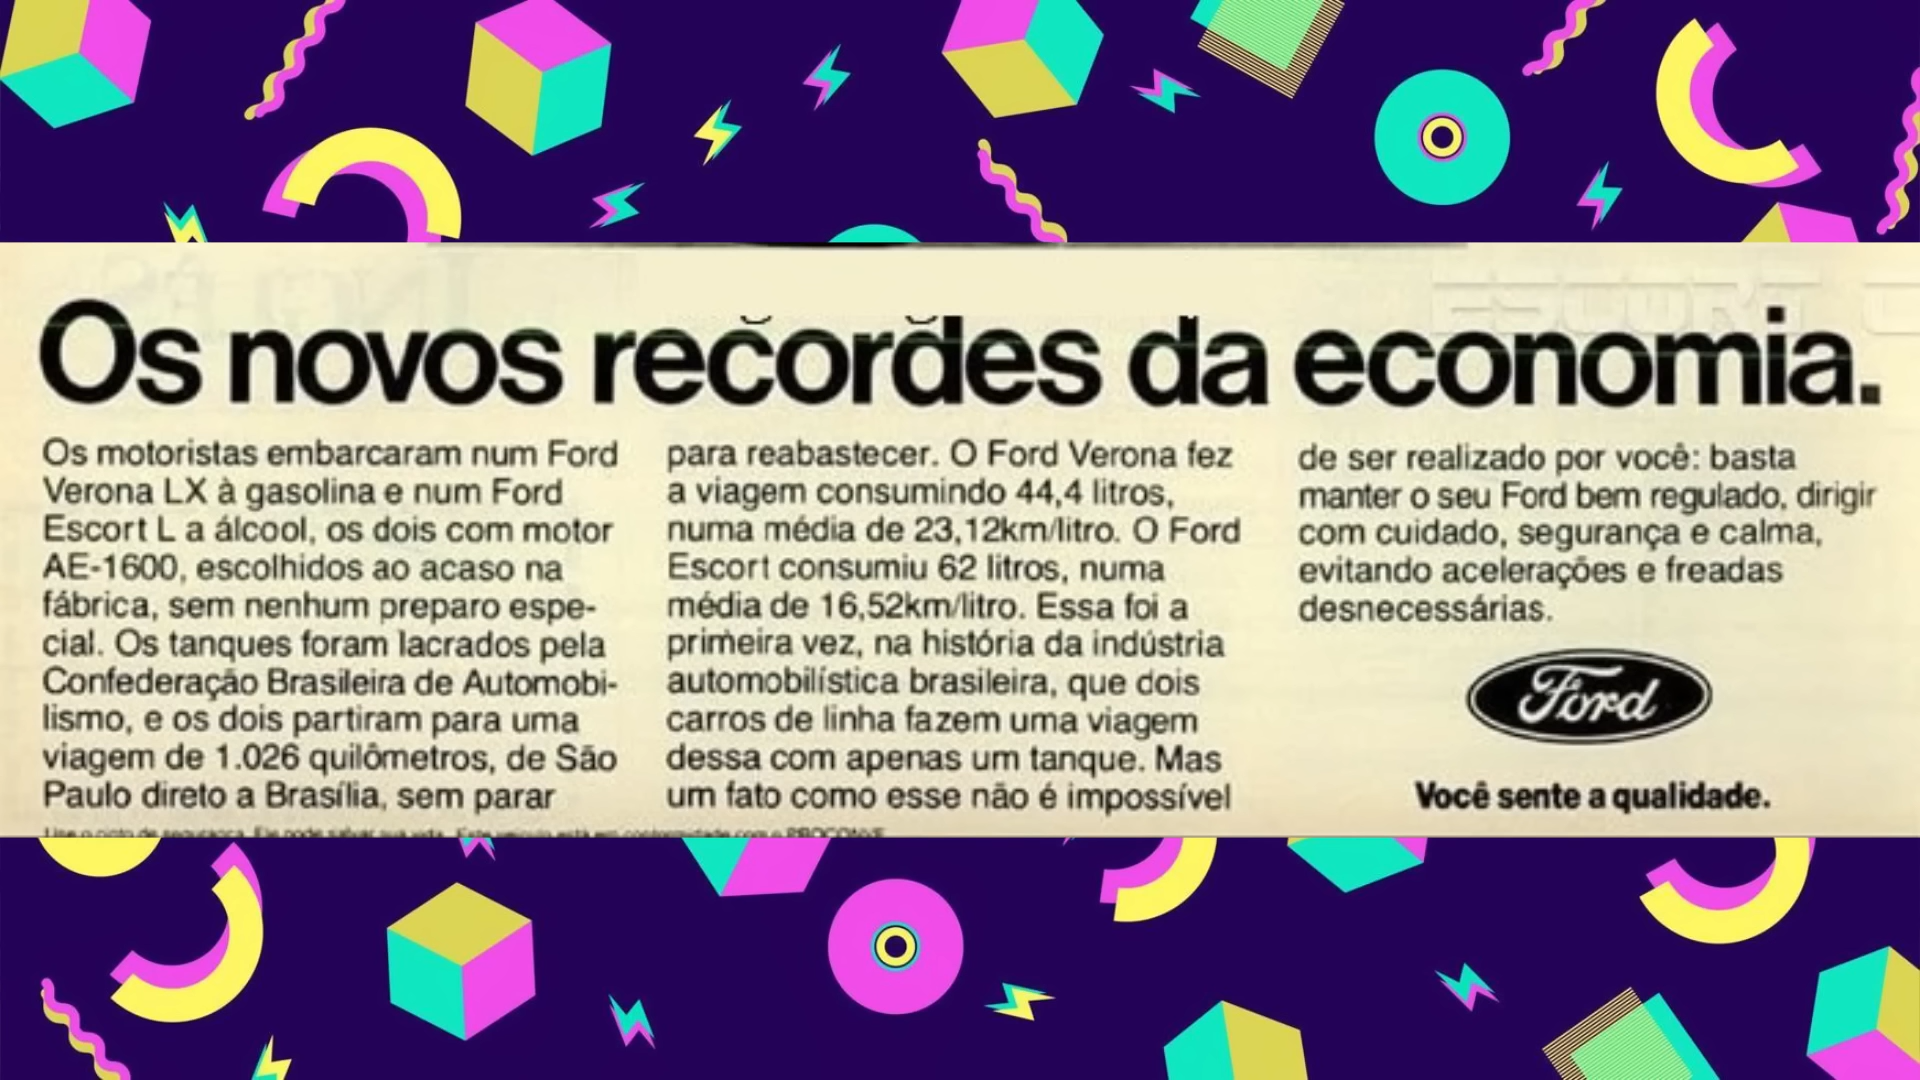 Os novos recordes da economia.
Os motoristas embarcaram num Ford
Verona LX à gasolina e num Ford
Escort L a álcool, os dois com motor
AE-1600, escolhidos ao acaso na
fábrica, sem nenhum preparo espe-
cial. Os tanques foram lacrados pela
Confederação Brasileira de Automobi-
lismo, e os dois partiram para uma
viagem de 1.026 quilômetros, de São
Paulo direto a Brasília, sem parar
para reabastecer. O Ford Verona fez
a viagem consumindo 44,4 litros,
numa média de 23,12km/litro. O Ford
Escort consumiu 62 litros, numa
média de 16,52km/litro. Essa foi a
primeira vez, na história da indústria
automobilística brasileira, que dois
carros de linha fazem uma viagem
dessa com apenas um tanque. Mas
um fato como esse não é impossível
de ser realizado por você: basta
manter o seu Ford bem regulado, dirigir
com cuidado, segurança e calma,
evitando acelerações e freadas
desnecessárias.
Ford
Você sente a qualidade.
ESCORT